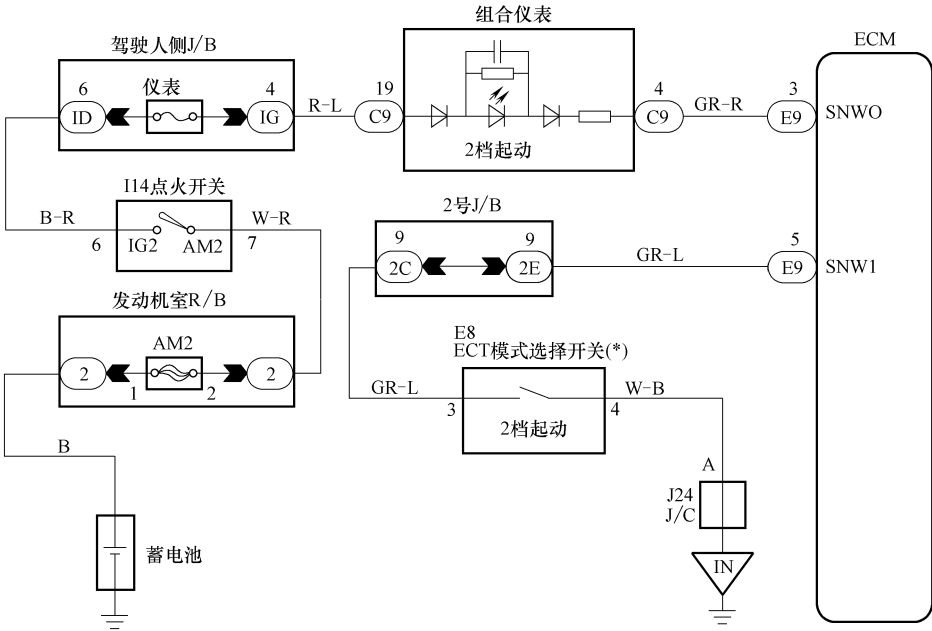 组合仪表
ECM
驾驶人侧J/B
6
仪表
4
19
4
3
ID
IG
R-L
C9
C9
GR-R
E9
SNWO
2档起动
I14点火开关
B-R
W-R
6
IG2
AM2
7
2号J/B
9
9
5
2C
2E
GR-L
E9
SNW1
发动机室R/B
AM2
2
2
1
2
E8
ECT模式选择开关(*)
GR-L
W-B
3
4
2档起动
B
A
J24
J/C
蓄电池
IN